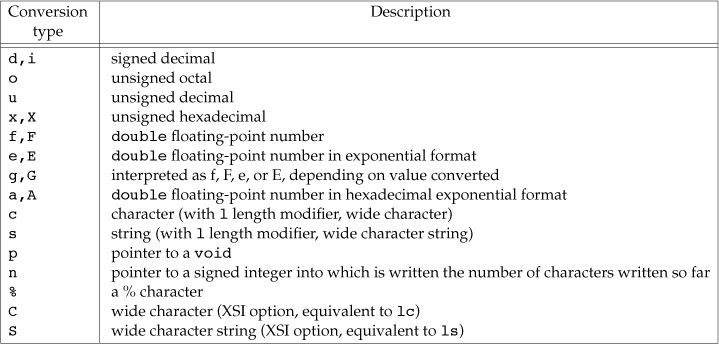 Conversion Description
type
d,i signed decimal
o unsigned octal
u unsigned decimal
x,X unsigned hexadecimal
f,F double floating-point number
e,E double floating-point number in exponential format
g,G interpreted as f, F, e, or E, depending on value converted
a,A double floating-point number in hexadecimal exponential format
c character (with l length modifier, wide character)
s string (with l length modifier, wide character string)
p pointer to a void
n pointer to a signed integer into which is written the number of characters written so far
% a % character
C wide character (XSI option, equivalent to lc)
S wide character string (XSI option, equivalent to ls)